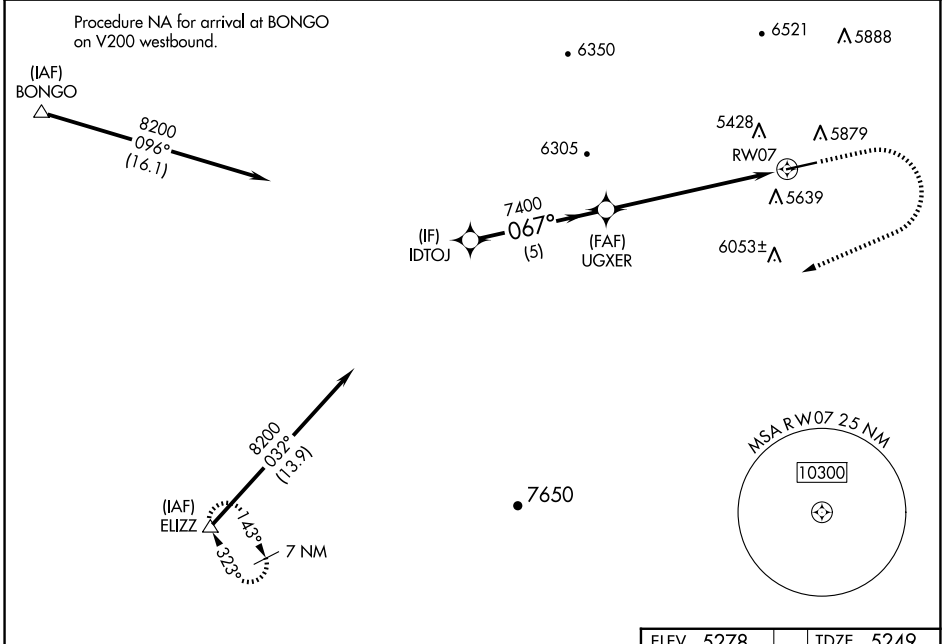 Procedure NA for arrival at BONGO
on V200 westbound.
6350
6521
5888
(IAF)
BONGO
8200
096°
(16.1)
5428
5879
6305
RW07
5639
7400
067°
(5)
(IF)
IDTOJ
(FAF)
UGXER
6053±
8200
032°
(13.9)
MSA RW07 25 NM
10300
7650
(IAF)
ELIZZ
143°
323°
7 NM
ELEV 5278
TDZE 5249